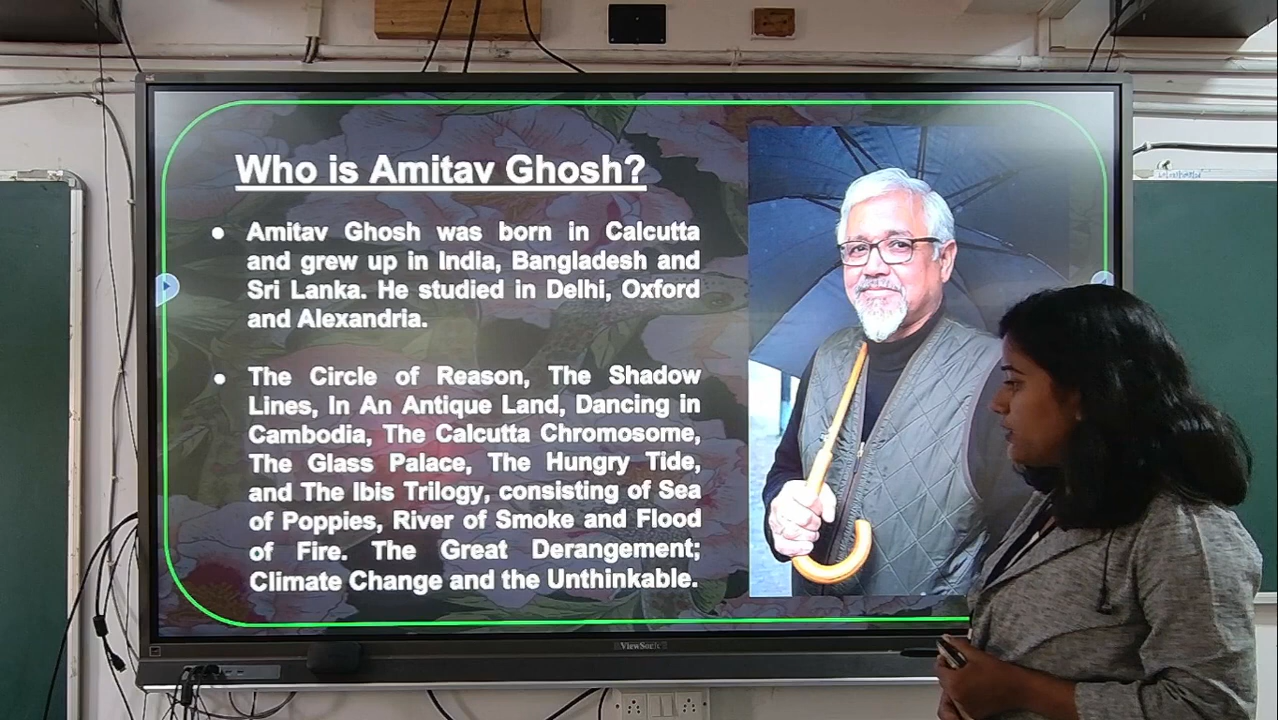 Who is Amitav Ghosh?
Amitav Ghosh was born in Calcutta
and grew up in India, Bangladesh and
Sri Lanka. He studied in Delhi, Oxford
and Alexandria.
The Circle of Reason, The Shadow
Lines, In An Antique Land, Dancing in
Cambodia, The Calcutta Chromosome,
The Glass Palace, The Hungry Tide,
and The Ibis Trilogy, consisting of Sea
of Poppies, River of Smoke and Flood
of Fire. The Great Derangement;
Climate Change and the Unthinkable.
ViewSonic